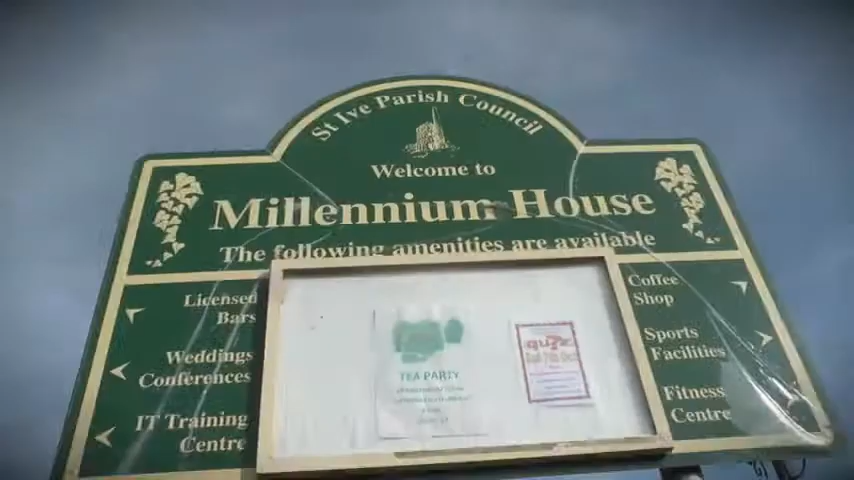 St Ive Parish Council
Welcome to
Millennium House
The following amenities are available
Licensed
Bars
Weddings
Conferences
IT Training
Centre
TEA PARTY
quiz
Coffee
Shop
Sports
Facilities
Fitness
Centre